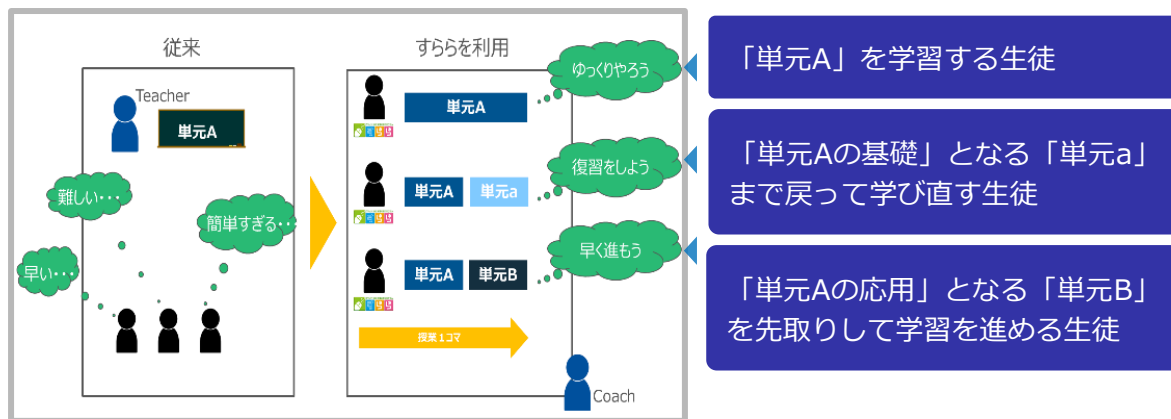 従来
Teacher
単元A
難しい・・・
簡単すぎる・・・
早い・・・
すららを利用
ゆっくりやろう
単元A
復習をしよう
単元A
単元a
早く進もう
単元A
単元B
授業１コマ
Coach
「単元A」を学習する生徒
「単元Aの基礎」となる「単元a」
まで戻って学び直す生徒
「単元Aの応用」となる「単元B」
を先取りして学習を進める生徒